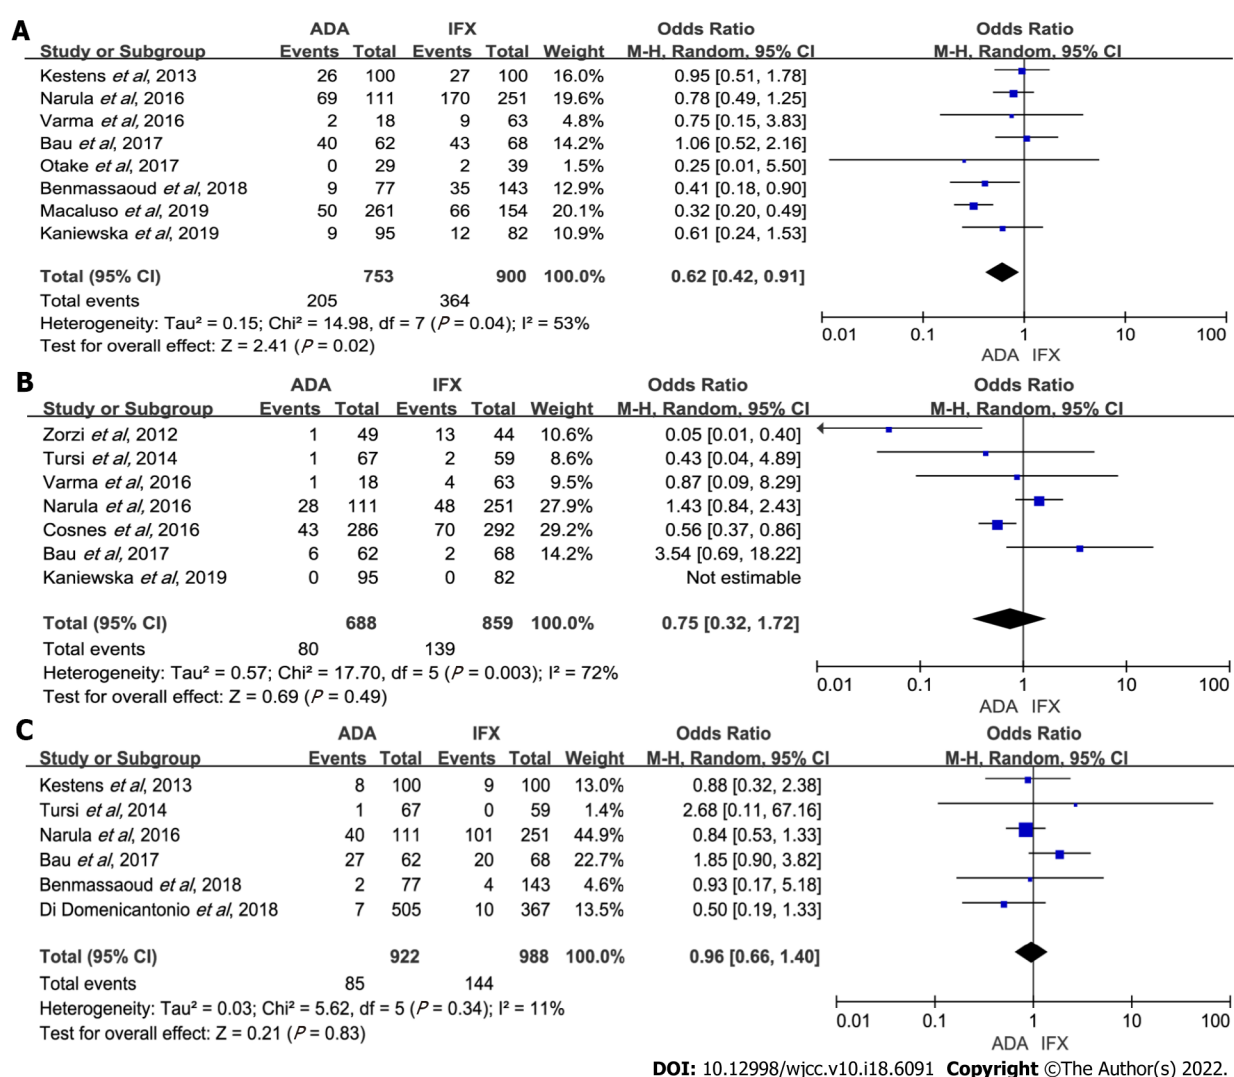 A
ADA IFX Odds Ratio Odds Ratio
Study or Subgroup Events Total Events Total Weight M-H, Random, 95% CI M-H, Random, 95% CI
Kestens et al, 2013 26 100 27 100 16.0% 0.95 [0.51, 1.78]
Narula et al, 2016 69 111 170 251 19.6% 0.78 [0.49, 1.25]
Varma et al, 2016 2 18 9 63 4.8% 0.75 [0.15, 3.83]
Bau et al, 2017 40 62 43 68 14.2% 1.06 [0.52, 2.16]
Otake et al, 2017 0 29 2 39 1.5% 0.25 [0.01, 5.50]
Benmassaoud et al, 2018 9 77 35 143 12.9% 0.41 [0.18, 0.90]
Macaluso et al, 2019 50 261 66 154 20.1% 0.32 [0.20, 0.49]
Kaniewska et al, 2019 9 95 12 82 10.9% 0.61 [0.24, 1.53]
Total (95% CI) 753 900 100.0% 0.62 [0.42, 0.91]
Total events 205 364
Heterogeneity: Tau² = 0.15; Chi² = 14.98, df = 7 (P = 0.04); I² = 53%
Test for overall effect: Z = 2.41 (P = 0.02)
0.01 0.1 1 10 100
ADA IFX
B
ADA IFX Odds Ratio Odds Ratio
Study or Subgroup Events Total Events Total Weight M-H, Random, 95% CI M-H, Random, 95% CI
Zorzi et al, 2012 1 49 13 44 10.6% 0.05 [0.01, 0.40]
Tursi et al, 2014 1 67 2 59 8.6% 0.43 [0.04, 4.89]
Varma et al, 2016 1 18 4 63 9.5% 0.87 [0.09, 8.29]
Narula et al, 2016 28 111 48 251 27.9% 1.43 [0.84, 2.43]
Cosnes et al, 2016 43 286 70 292 29.2% 0.56 [0.37, 0.86]
Bau et al, 2017 6 62 2 68 14.2% 3.54 [0.69, 18.22]
Kaniewska et al, 2019 0 95 0 82 Not estimable
Total (95% CI) 688 859 100.0% 0.75 [0.32, 1.72]
Total events 80 139
Heterogeneity: Tau² = 0.57; Chi² = 17.70, df = 5 (P = 0.003); I² = 72%
Test for overall effect: Z = 0.69 (P = 0.49)
0.01 0.1 1 10 100
ADA IFX
C
ADA IFX Odds Ratio Odds Ratio
Study or Subgroup Events Total Events Total Weight M-H, Random, 95% CI M-H, Random, 95% CI
Kestens et al, 2013 8 100 9 100 13.0% 0.88 [0.32, 2.38]
Tursi et al, 2014 1 67 0 59 1.4% 2.68 [0.11, 67.16]
Narula et al, 2016 40 111 101 251 44.9% 0.84 [0.53, 1.33]
Bau et al, 2017 27 62 20 68 22.7% 1.85 [0.90, 3.82]
Benmassaoud et al, 2018 2 77 4 143 4.6% 0.93 [0.17, 5.18]
Di Domenicantonio et al, 2018 7 505 10 367 13.5% 0.50 [0.19, 1.33]
Total (95% CI) 922 988 100.0% 0.96 [0.66, 1.40]
Total events 85 144
Heterogeneity: Tau² = 0.03; Chi² = 5.62, df = 5 (P = 0.34); I² = 11%
Test for overall effect: Z = 0.21 (P = 0.83)
0.01 0.1 1 10 100
ADA IFX
DOI: 10.12998/wjcc.v10.i18.6091 Copyright ©The Author(s) 2022.